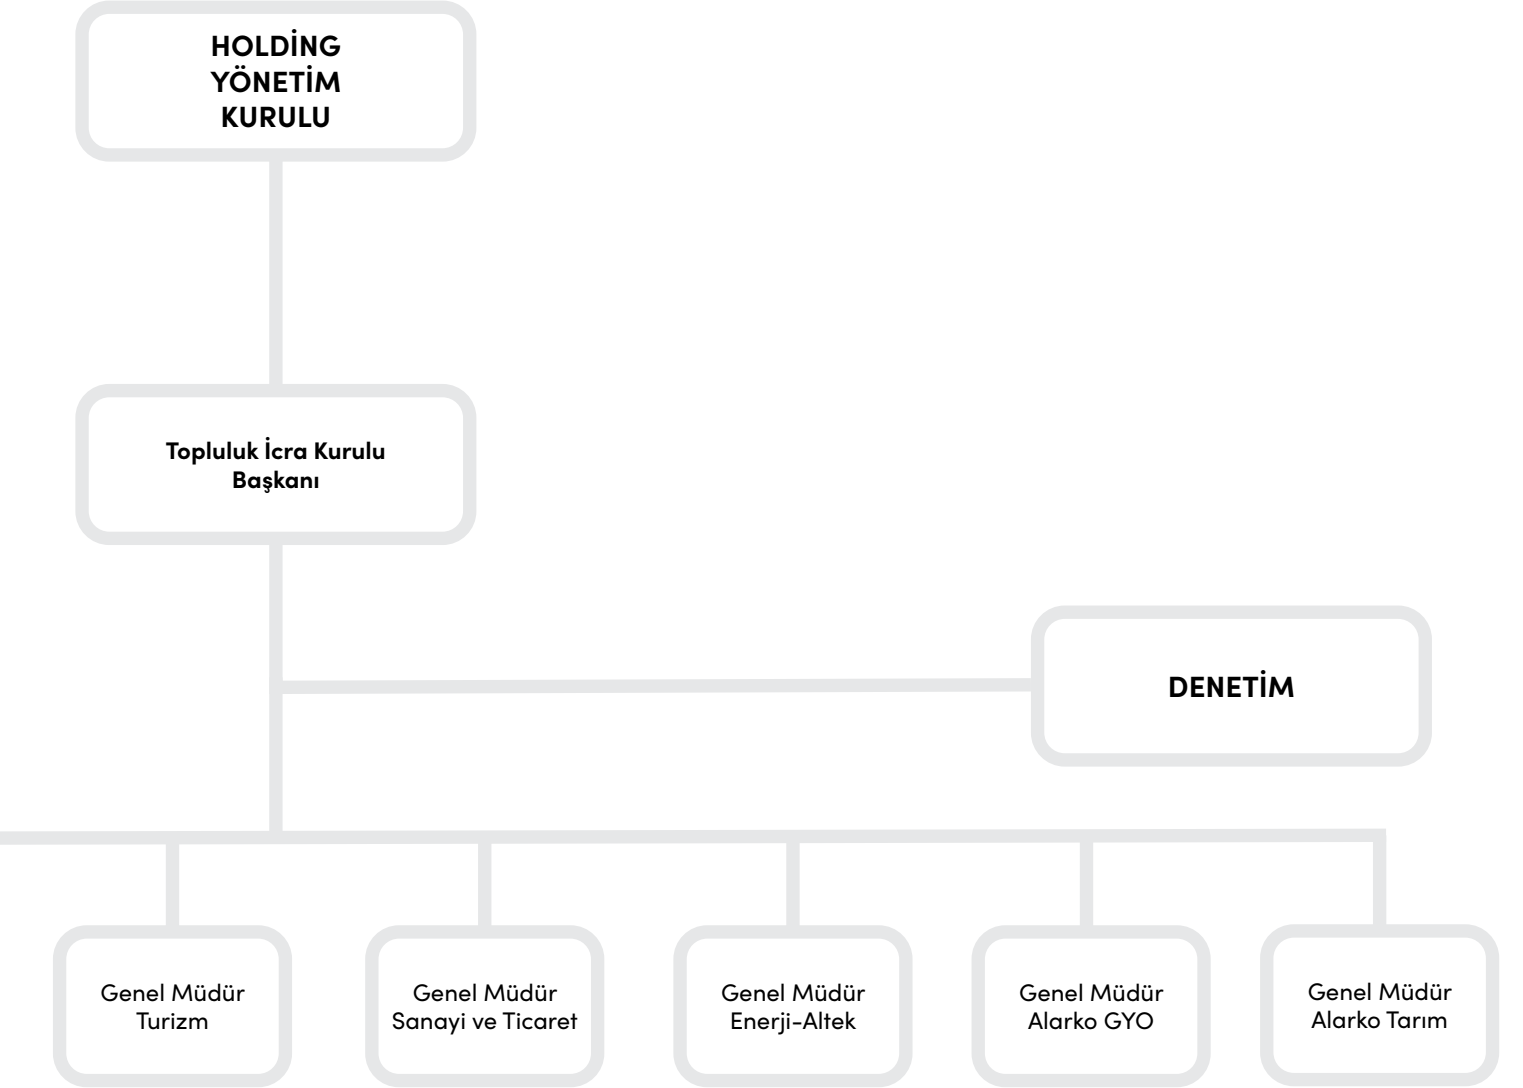 HOLDİNG
YÖNETİM
KURULU
Topluluk İcra Kurulu
Başkanı
DENETİM
Genel Müdür
Turizm
Genel Müdür
Sanayi ve Ticaret
Genel Müdür
Enerji-Altek
Genel Müdür
Alarko GYO
Genel Müdür
Alarko Tarım